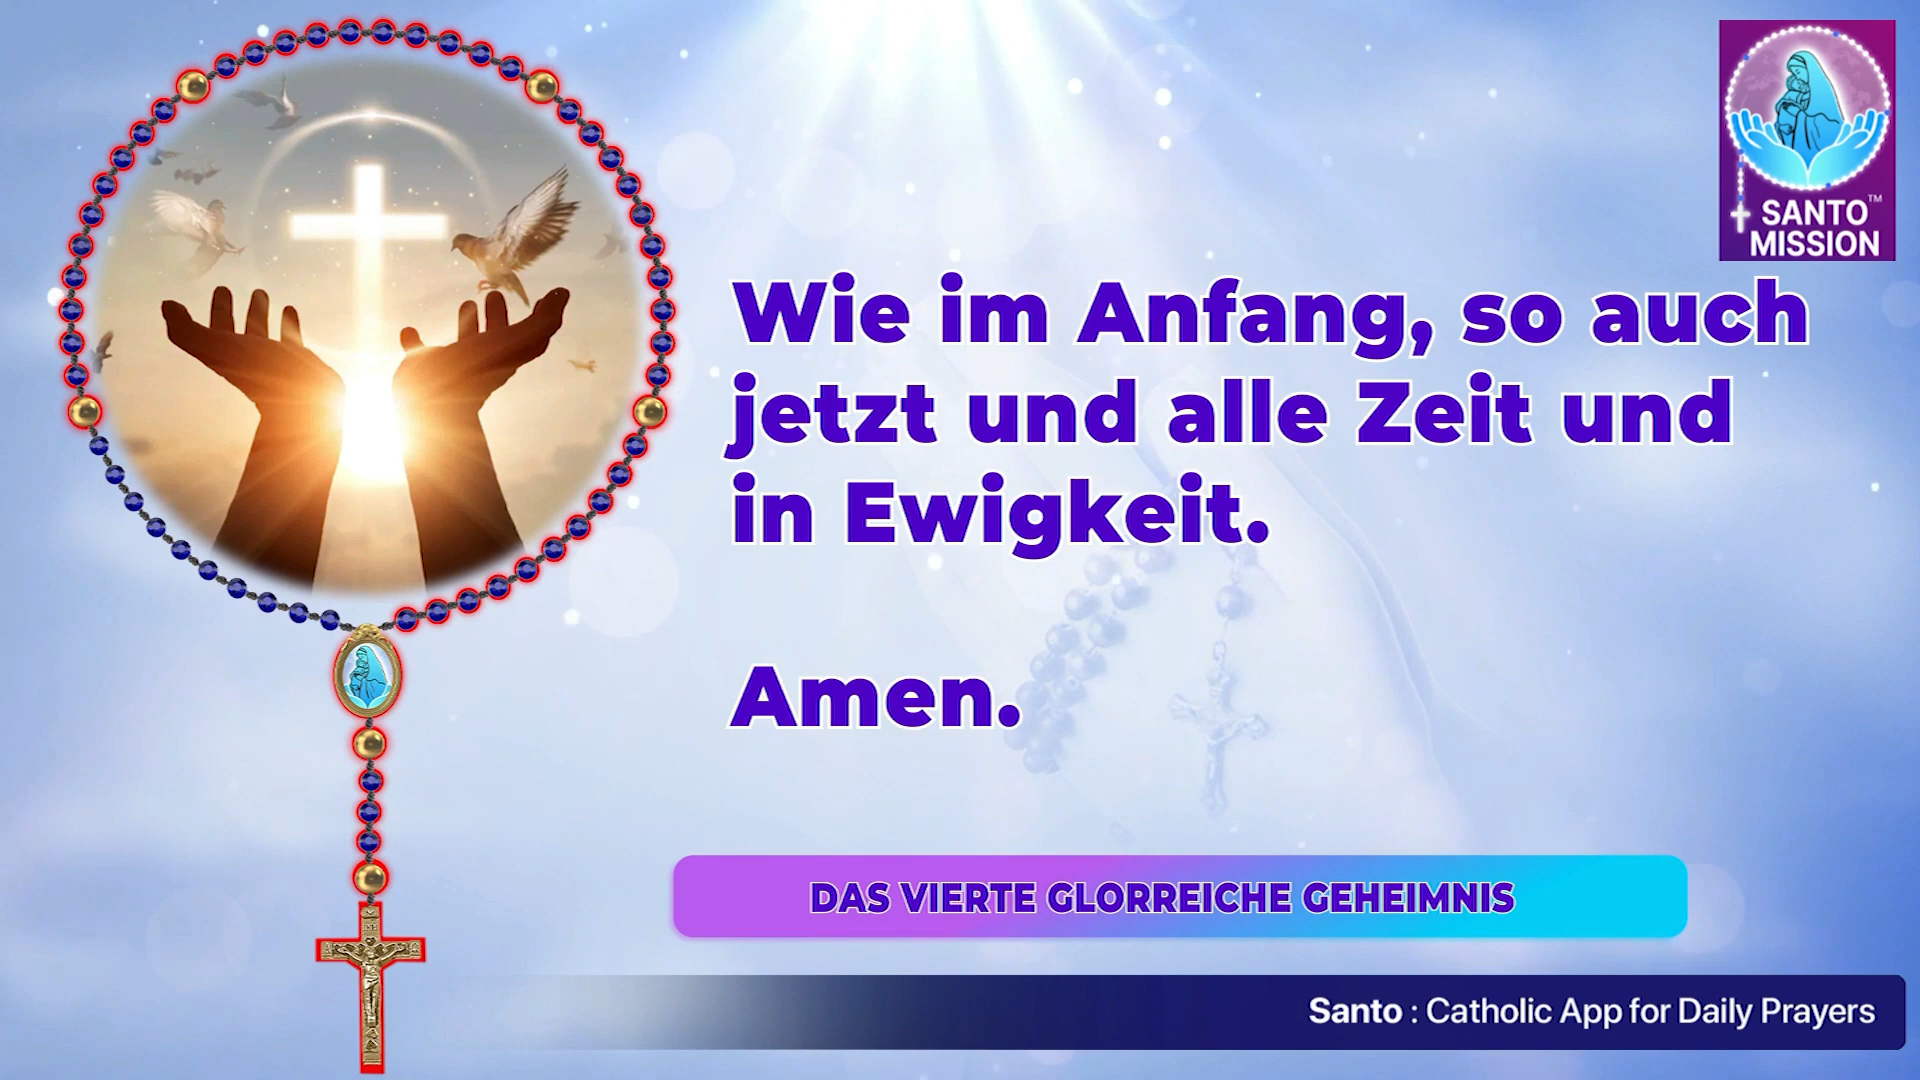 SANTO™
MISSION
Wie im Anfang, so auch
jetzt und alle Zeit und
in Ewigkeit.
Amen.
DAS VIERTE GLORREICHE GEHEIMNIS
Santo : Catholic App for Daily Prayers